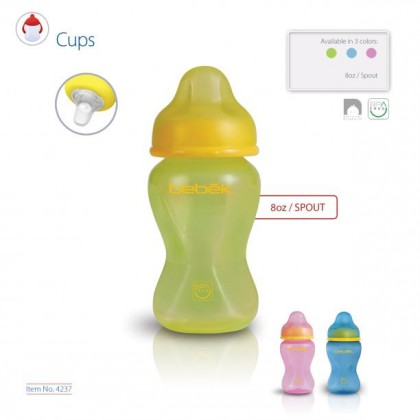 Cups
Available in 3 colors:
8oz / Spout
bebek
8oz / SPOUT
Item No. 4237